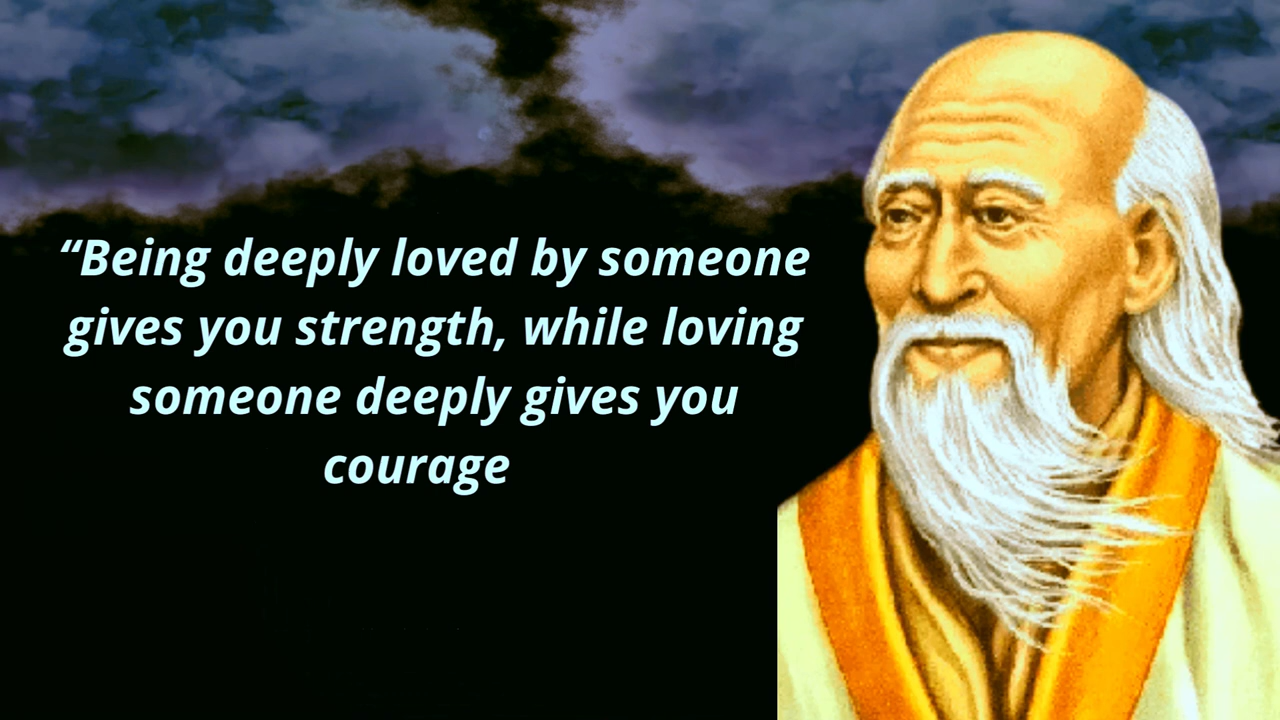 “Being deeply loved by someone
gives you strength, while loving
someone deeply gives you
courage